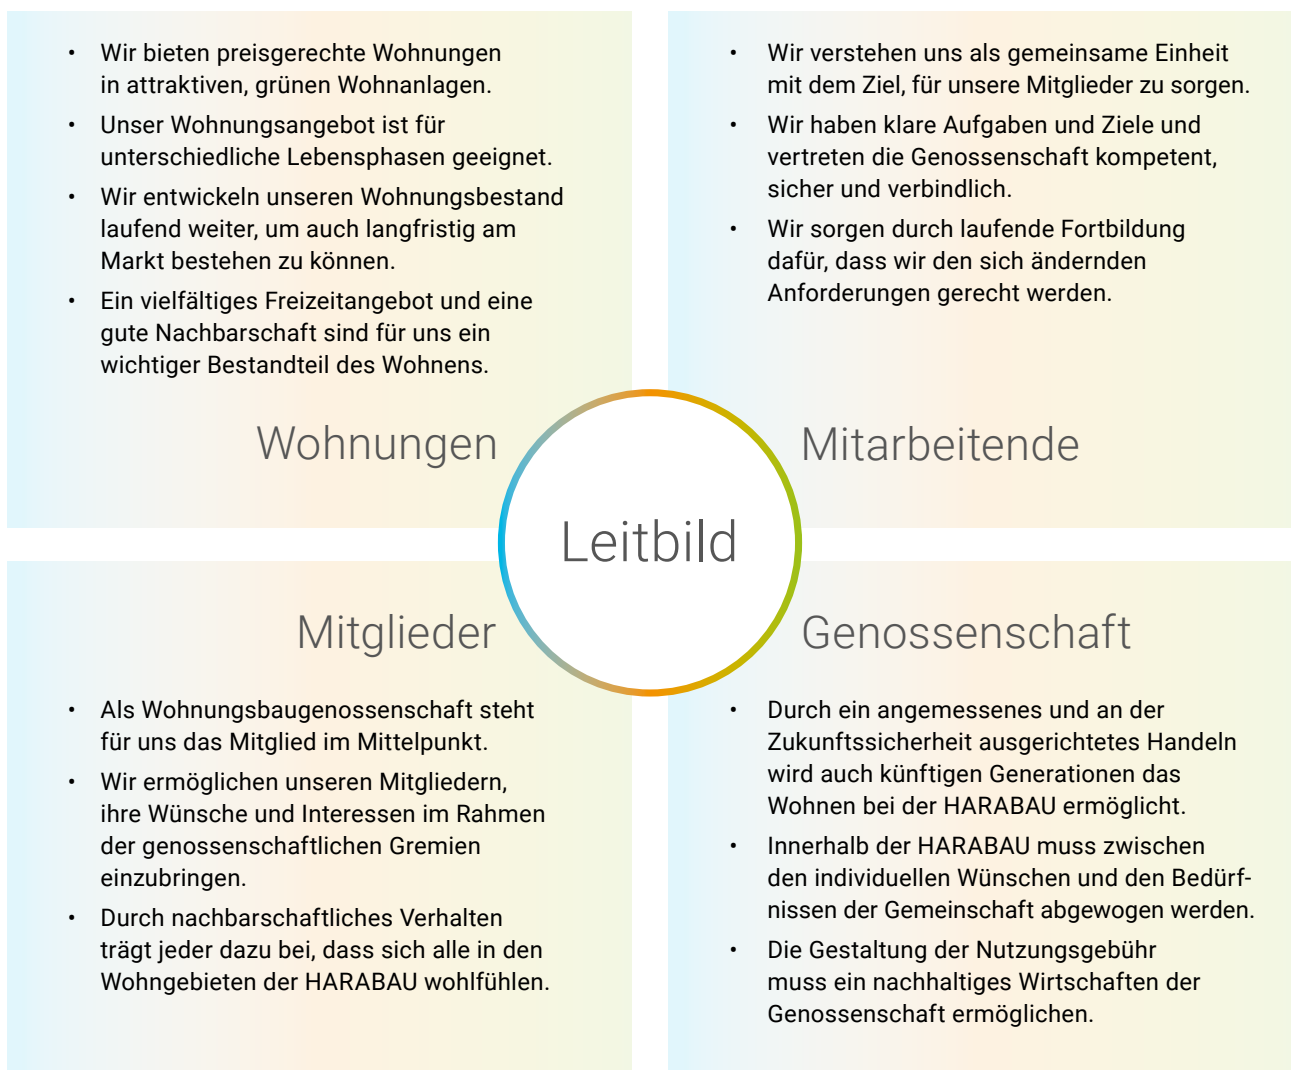 • Wir bieten preisgerechte Wohnungen
in attraktiven, grünen Wohnanlagen.
• Unser Wohnungsangebot ist für
unterschiedliche Lebensphasen geeignet.
• Wir entwickeln unseren Wohnungsbestand
laufend weiter, um auch langfristig am
Markt bestehen zu können.
• Ein vielfältiges Freizeitangebot und eine
gute Nachbarschaft sind für uns ein
wichtiger Bestandteil des Wohnens.
Wohnungen
• Wir verstehen uns als gemeinsame Einheit
mit dem Ziel, für unsere Mitglieder zu sorgen.
• Wir haben klare Aufgaben und Ziele und
vertreten die Genossenschaft kompetent,
sicher und verbindlich.
• Wir sorgen durch laufende Fortbildung
dafür, dass wir den sich ändernden
Anforderungen gerecht werden.
Mitarbeitende
Leitbild
Mitglieder
• Als Wohnungsbaugenossenschaft steht
für uns das Mitglied im Mittelpunkt.
• Wir ermöglichen unseren Mitgliedern,
ihre Wünsche und Interessen im Rahmen
der genossenschaftlichen Gremien
einzubringen.
• Durch nachbarschaftliches Verhalten
trägt jeder dazu bei, dass sich alle in den
Wohngebieten der HARABAU wohlfühlen.
Genossenschaft
• Durch ein angemessenes und an der
Zukunftssicherheit ausgerichtetes Handeln
wird auch künftigen Generationen das
Wohnen bei der HARABAU ermöglicht.
• Innerhalb der HARABAU muss zwischen
den individuellen Wünschen und den Bedürf-
nissen der Gemeinschaft abgewogen werden.
• Die Gestaltung der Nutzungsgebühr
muss ein nachhaltiges Wirtschaften der
Genossenschaft ermöglichen.